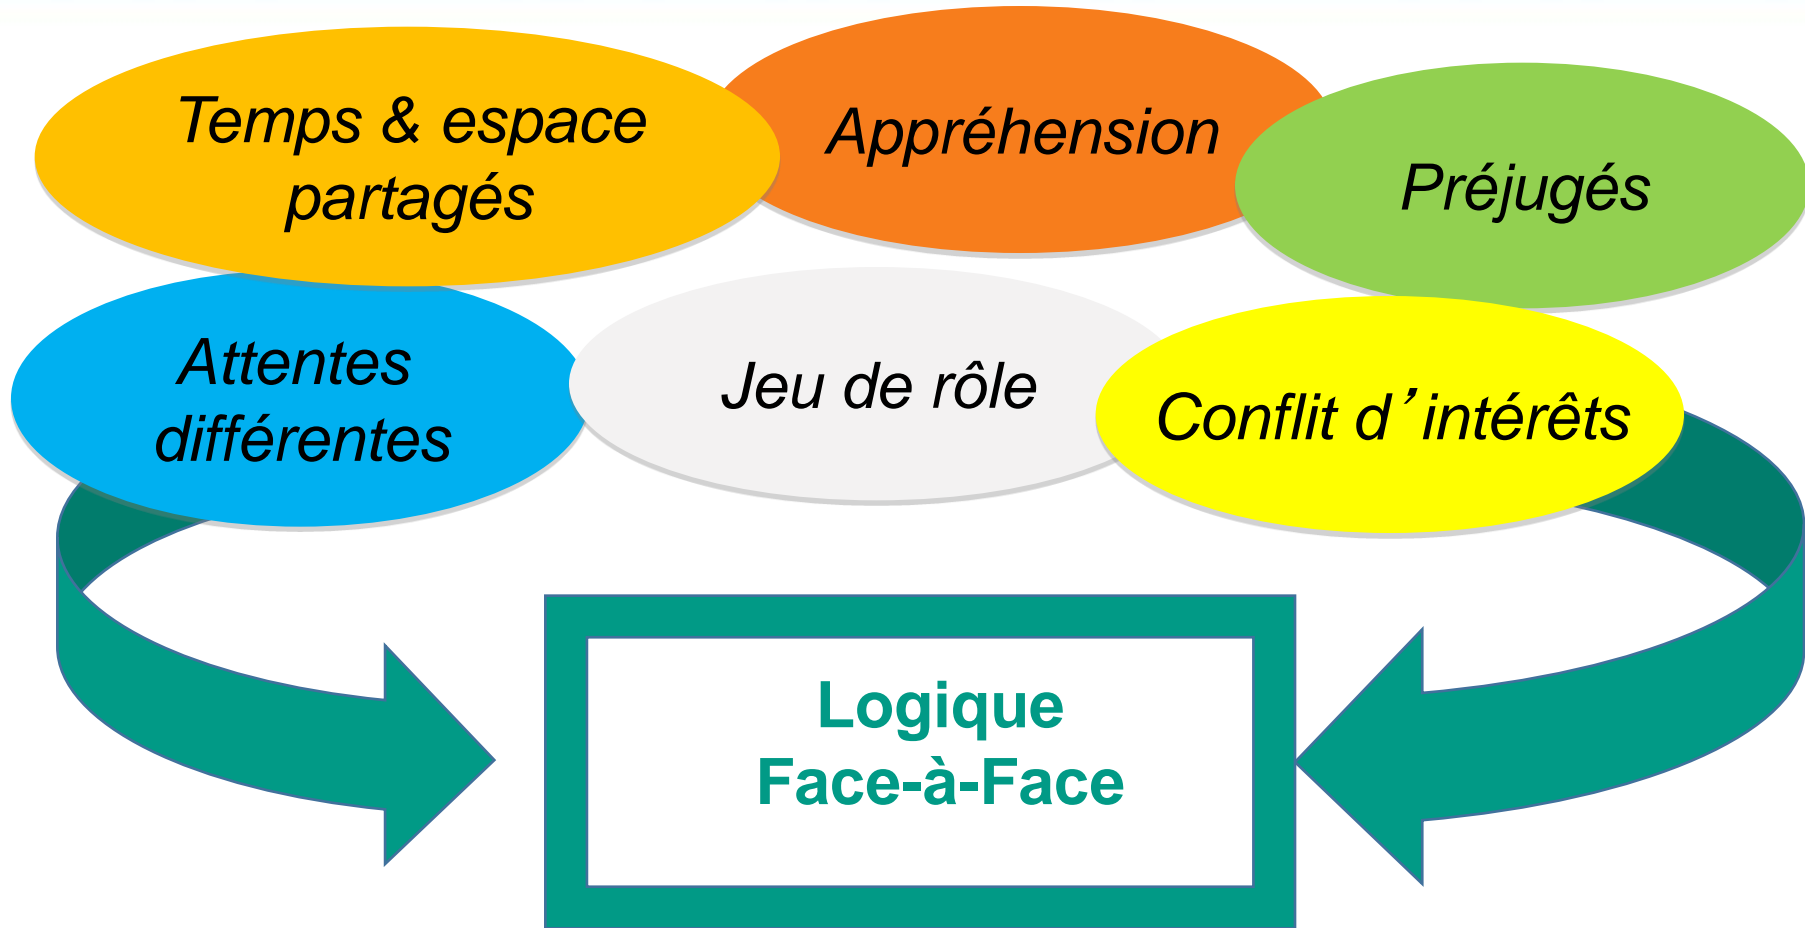 Temps & espace
partagés
Appréhension
Préjugés
Attentes
différentes
Jeu de rôle
Conflit d’intérêts
Logique
Face-à-Face